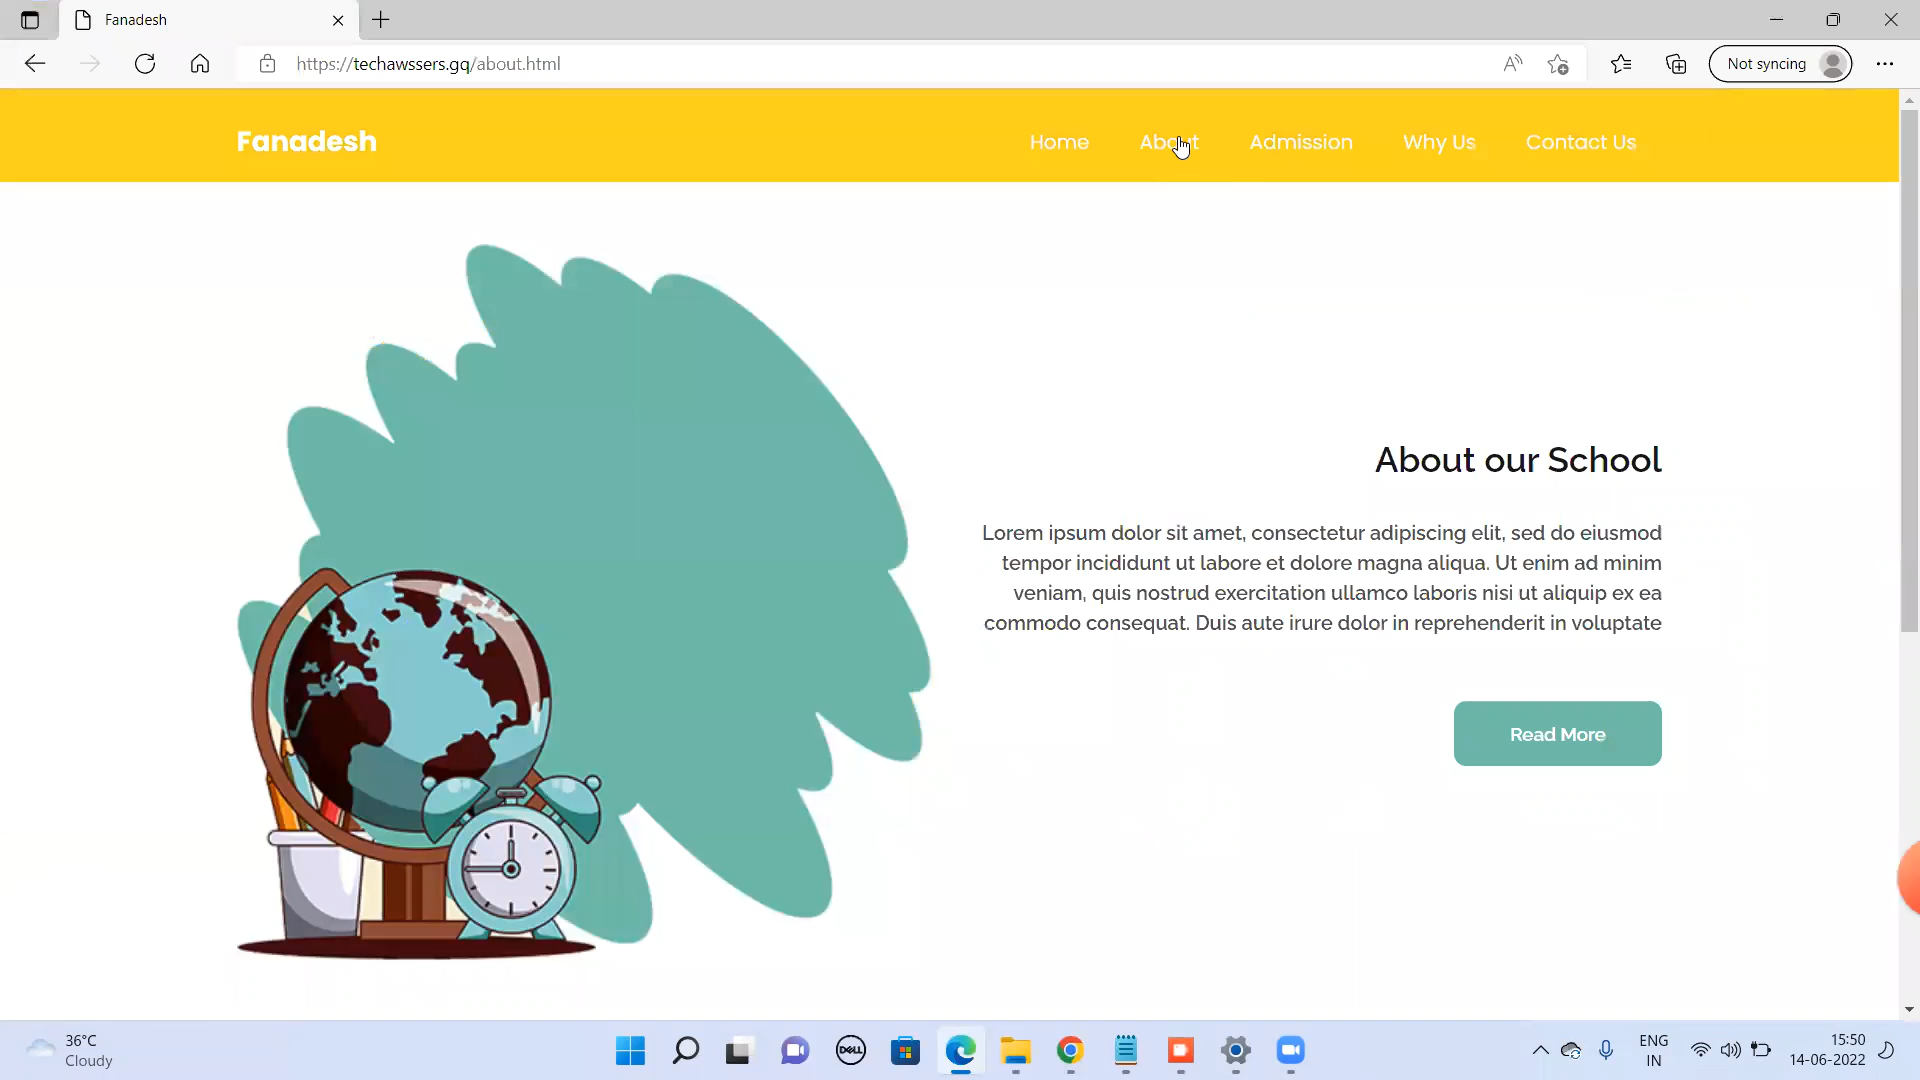 Fanadesh
https://techawssers.gq/about.html
Not syncing
Fanadesh
Home About Admission Why Us Contact Us
About our School
Lorem ipsum dolor sit amet, consectetur adipiscing elit, sed do eiusmod
tempor incididunt ut labore et dolore magna aliqua. Ut enim ad minim
veniam, quis nostrud exercitation ullamco laboris nisi ut aliquip ex ea
commodo consequat. Duis aute irure dolor in reprehenderit in voluptate
Read More
36°C
Cloudy
DELL
ENG
IN
15:50
14-06-2022